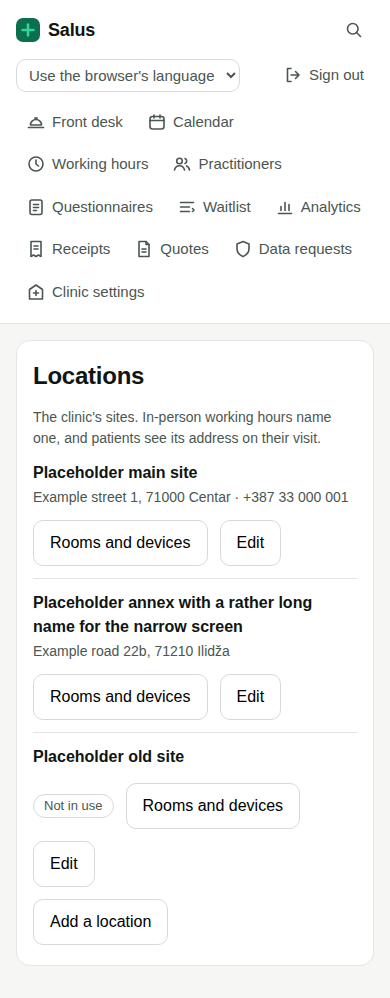 Salus
Use the browser's language
Sign out
Front desk
Calendar
Working hours
Practitioners
Questionnaires
Waitlist
Analytics
Receipts
Quotes
Data requests
Clinic settings
Locations
The clinic's sites. In-person working hours name
one, and patients see its address on their visit.
Placeholder main site
Example street 1, 71000 Centar · +387 33 000 001
Rooms and devices
Edit
Placeholder annex with a rather long
name for the narrow screen
Example road 22b, 71210 Ilidža
Rooms and devices
Edit
Placeholder old site
Not in use
Rooms and devices
Edit
Add a location